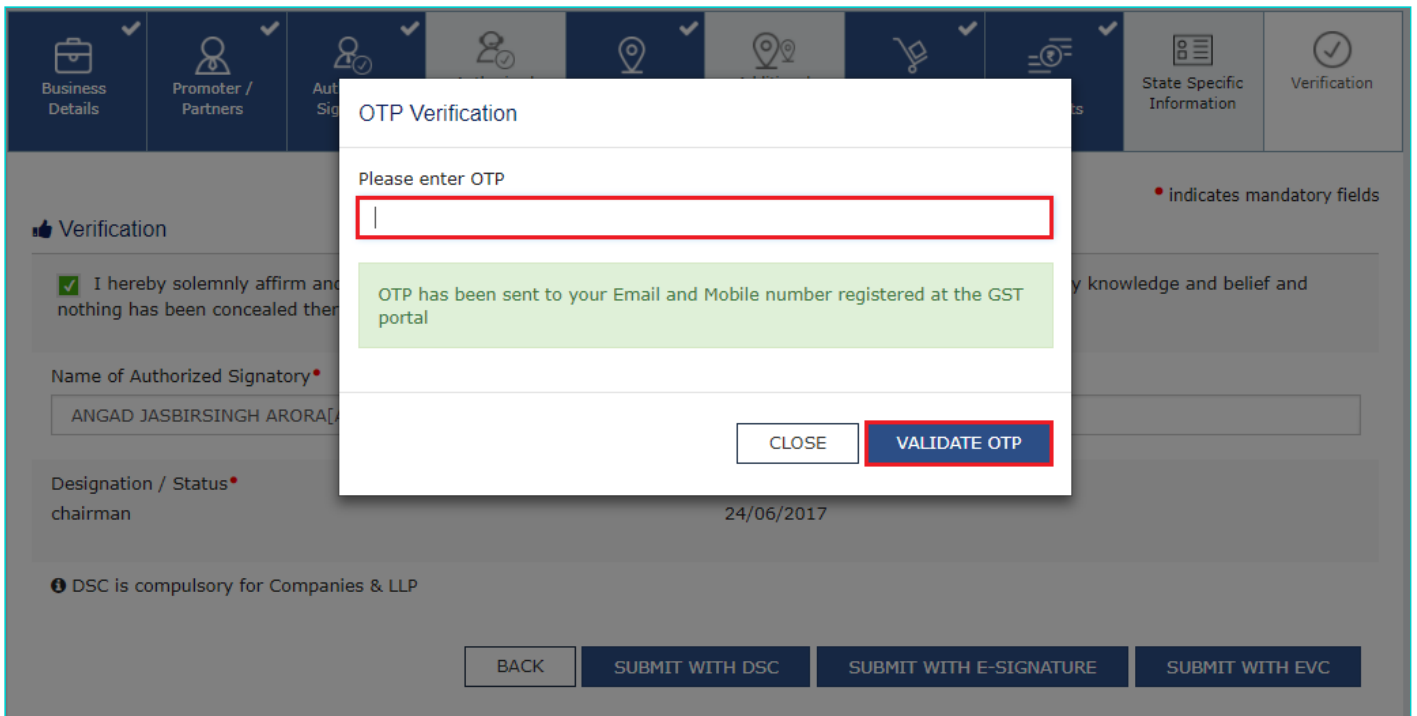 Business
Details
Promoter /
Partners
OTP Verification
State Specific
Information
Verification
Please enter OTP
• indicates mandatory fields
Verification
I hereby solemnly affirm and
y knowledge and belief and
nothing has been concealed ther
OTP has been sent to your Email and Mobile number registered at the GST
portal
Name of Authorized Signatory•
ANGAD JASBIRSINGH ARORA[
CLOSE
VALIDATE OTP
Designation / Status•
chairman
24/06/2017
DSC is compulsory for Companies & LLP
BACK
SUBMIT WITH DSC
SUBMIT WITH E-SIGNATURE
SUBMIT WITH EVC